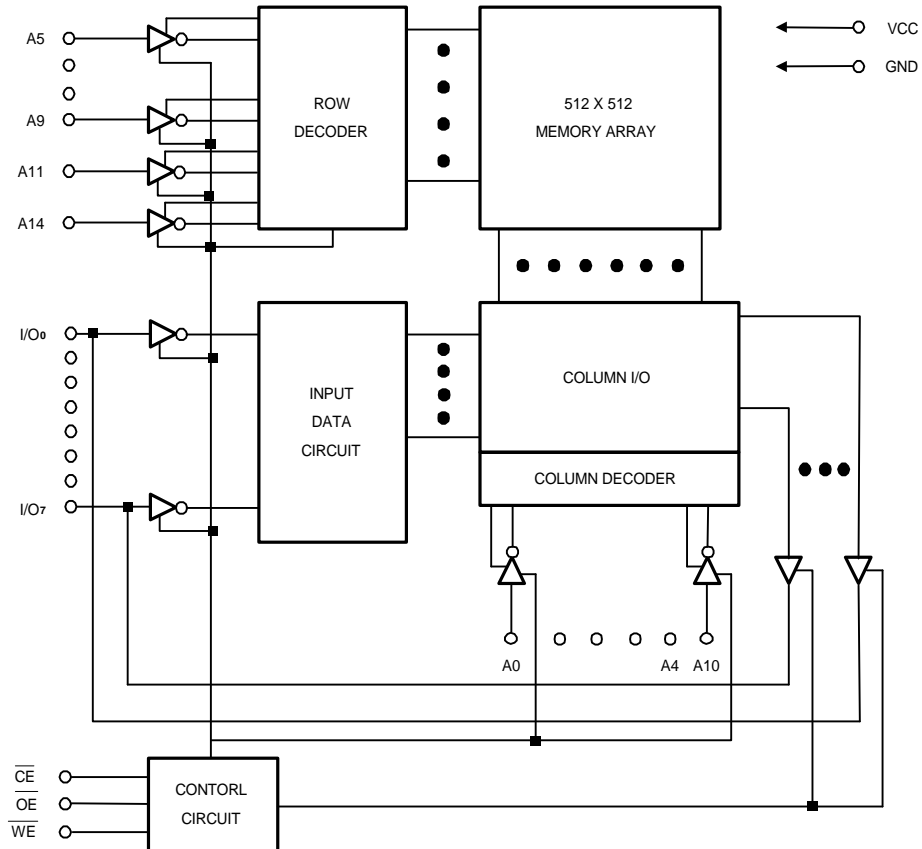 A5
A9
A11
A14
ROW
DECODER
512 X 512
MEMORY ARRAY
VCC
GND
I/O0
I/O7
INPUT
DATA
CIRCUIT
COLUMN I/O
COLUMN DECODER
A0
A4
A10
CE
OE
WE
CONTORL
CIRCUIT